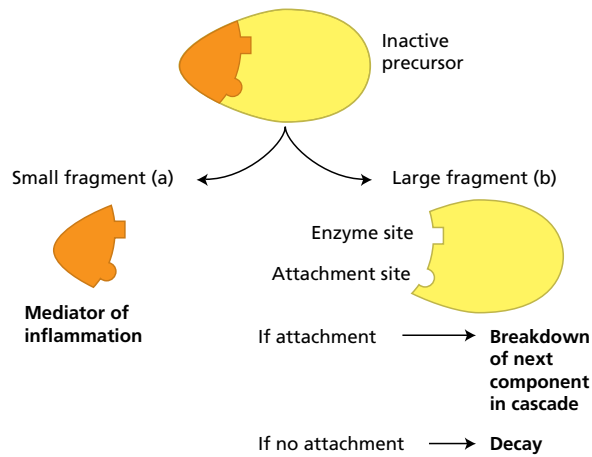 Inactive
precursor
Small fragment (a)
Large fragment (b)
Enzyme site
Attachment site
Mediator of
inflammation
If attachment
Breakdown
of next
component
in cascade
If no attachment
Decay